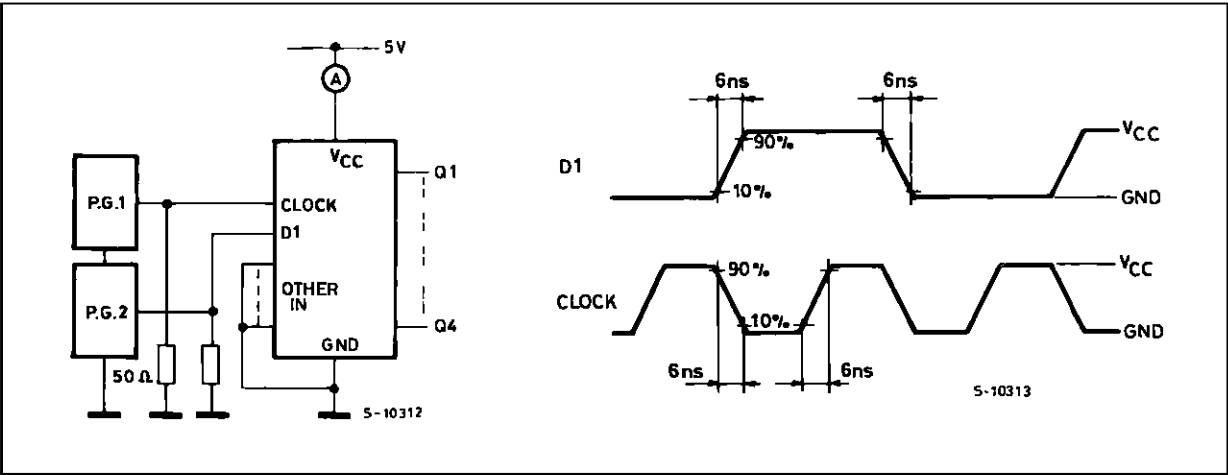 5V
A
VCC
Q1
P.G.1
CLOCK
D1
P.G.2
OTHER
IN
Q4
GND
50 Ω
S-10312
6ns
6ns
D1
90%
10%
VCC
GND
CLOCK
90%
10%
VCC
GND
6ns
6ns
S-10313